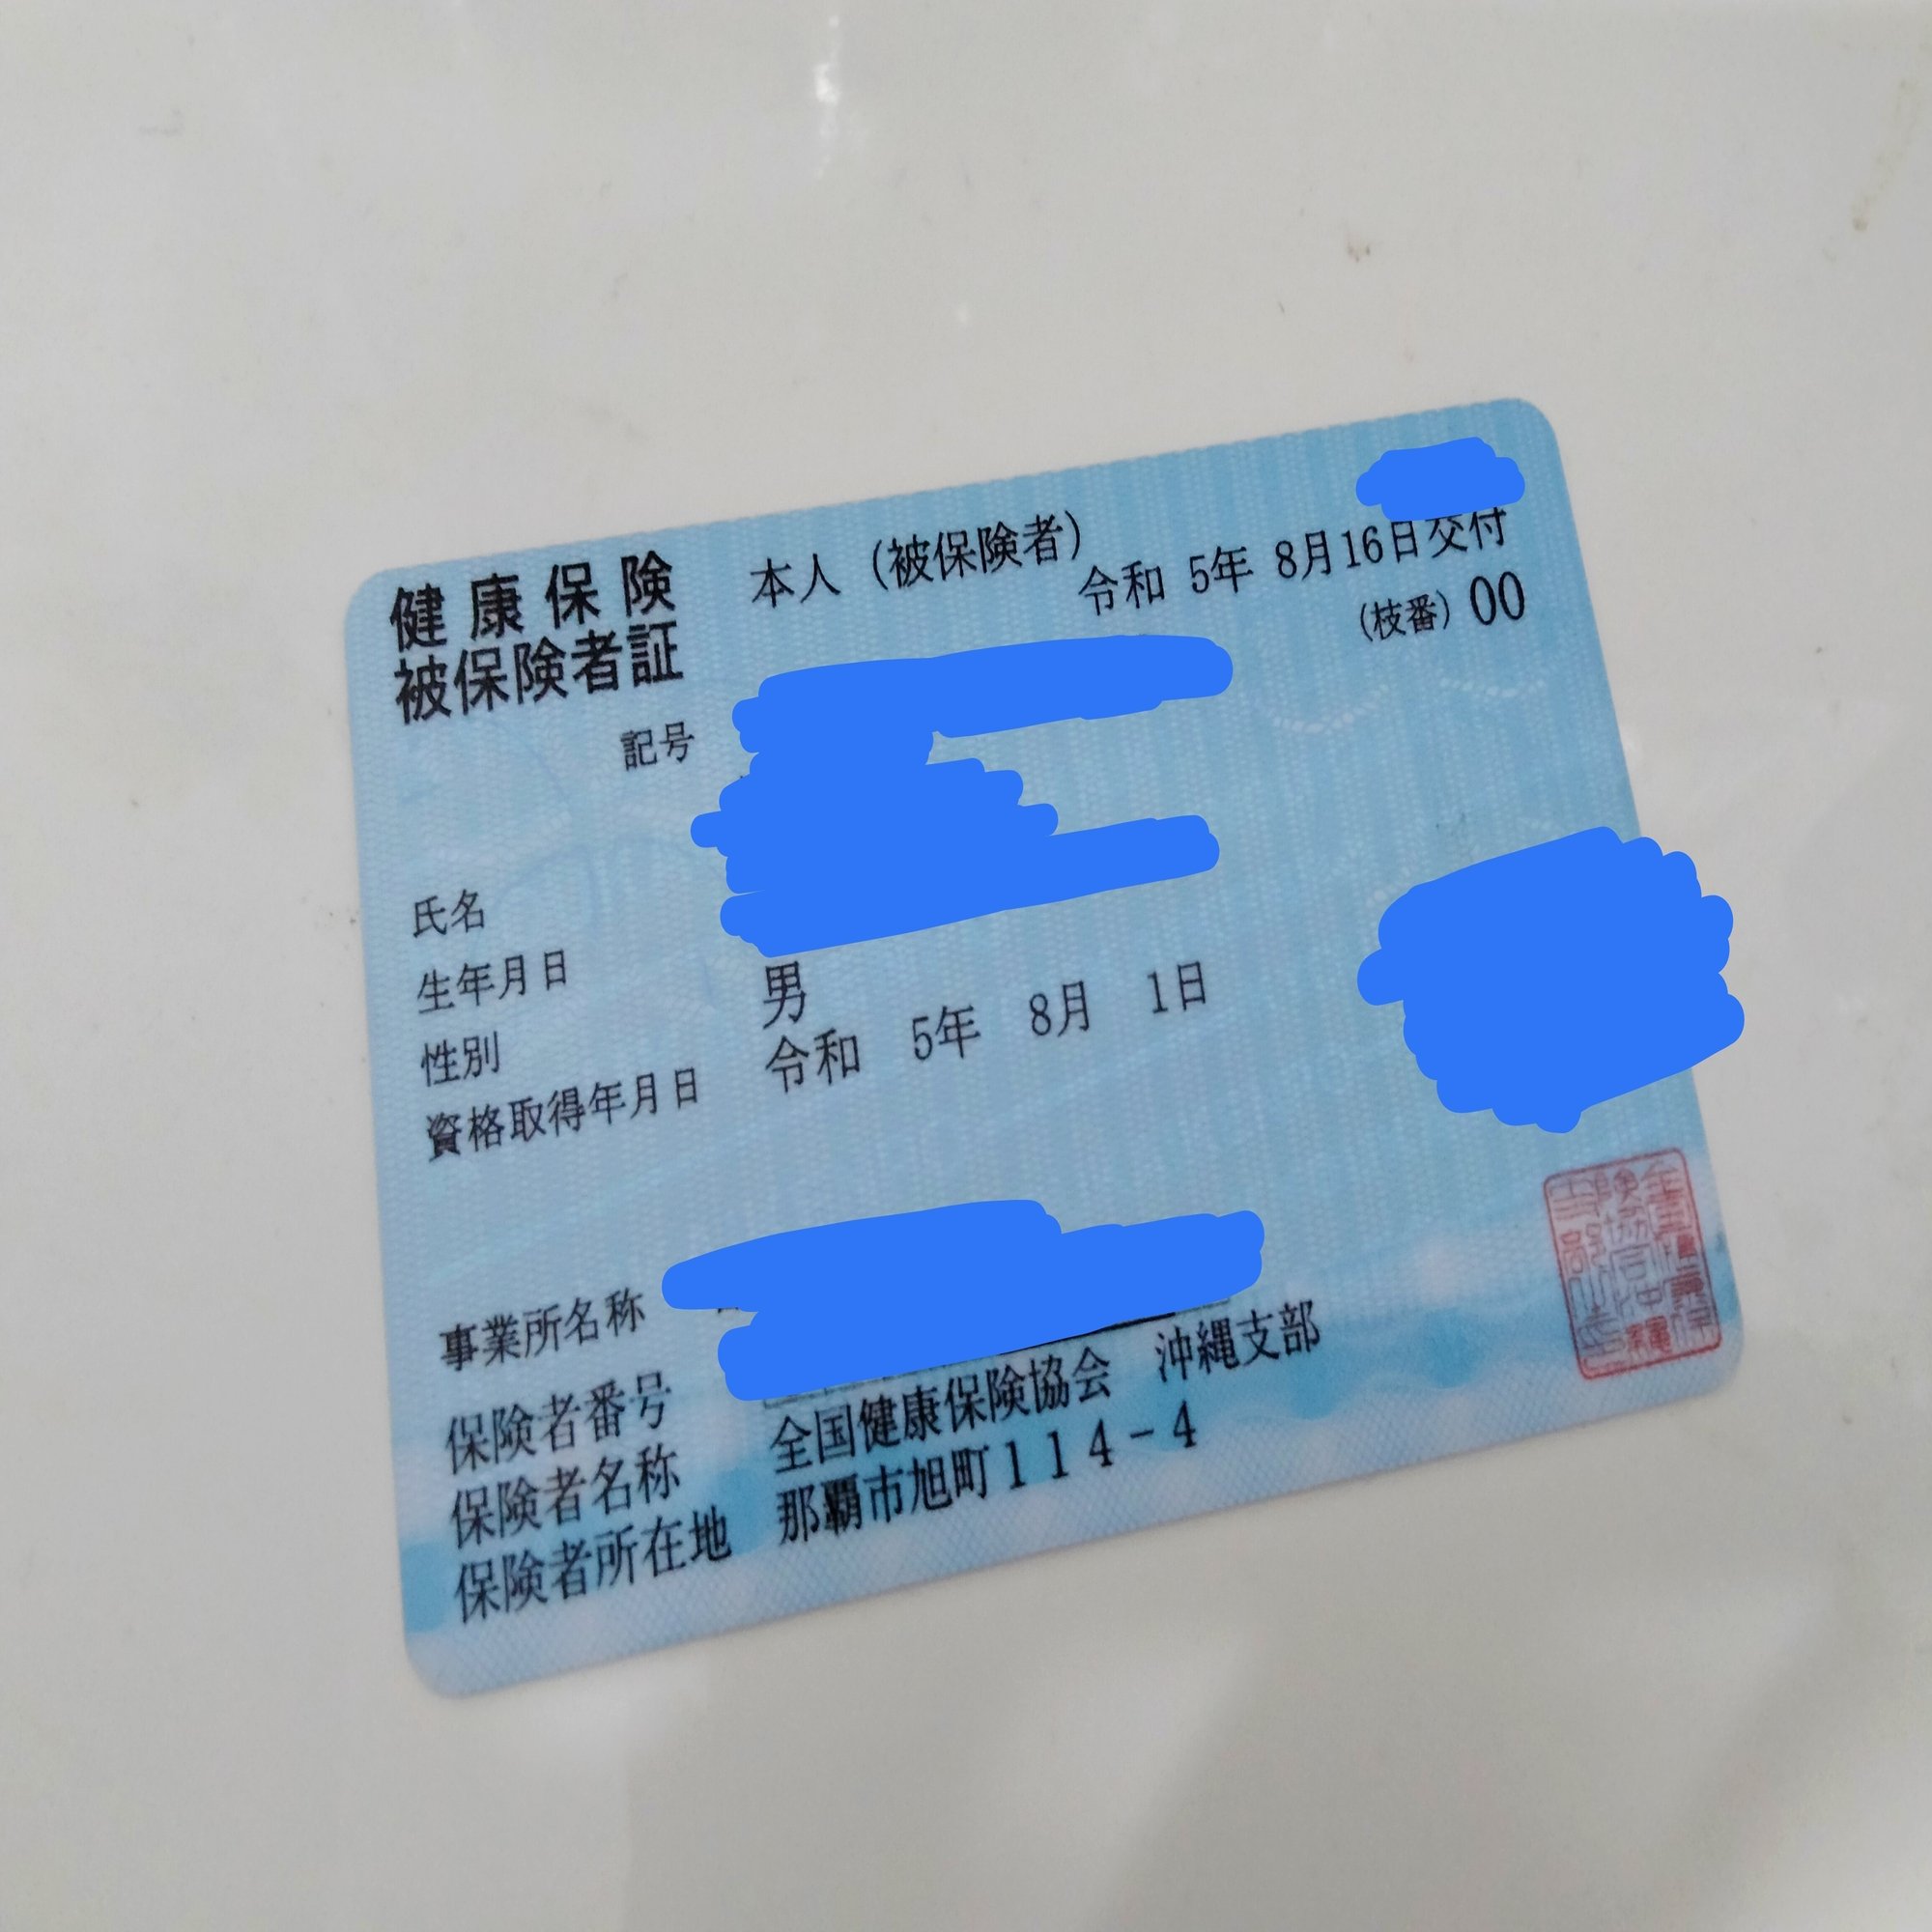 健康保険 本人（被保険者）
被保険者証 令和 5年 8月16日交付
記号 （枝番）00
氏名
生年月日
性別 男
資格取得年月日 令和 5年 8月 1日
事業所名称
保険者番号
保険者名称 全国健康保険協会 沖縄支部
保険者所在地 那覇市旭町１１４－４